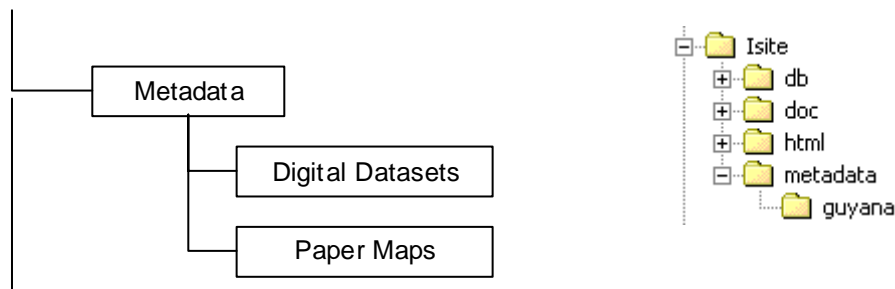 Metadata
Digital Datasets
Paper Maps
Isite
db
doc
html
metadata
guyana